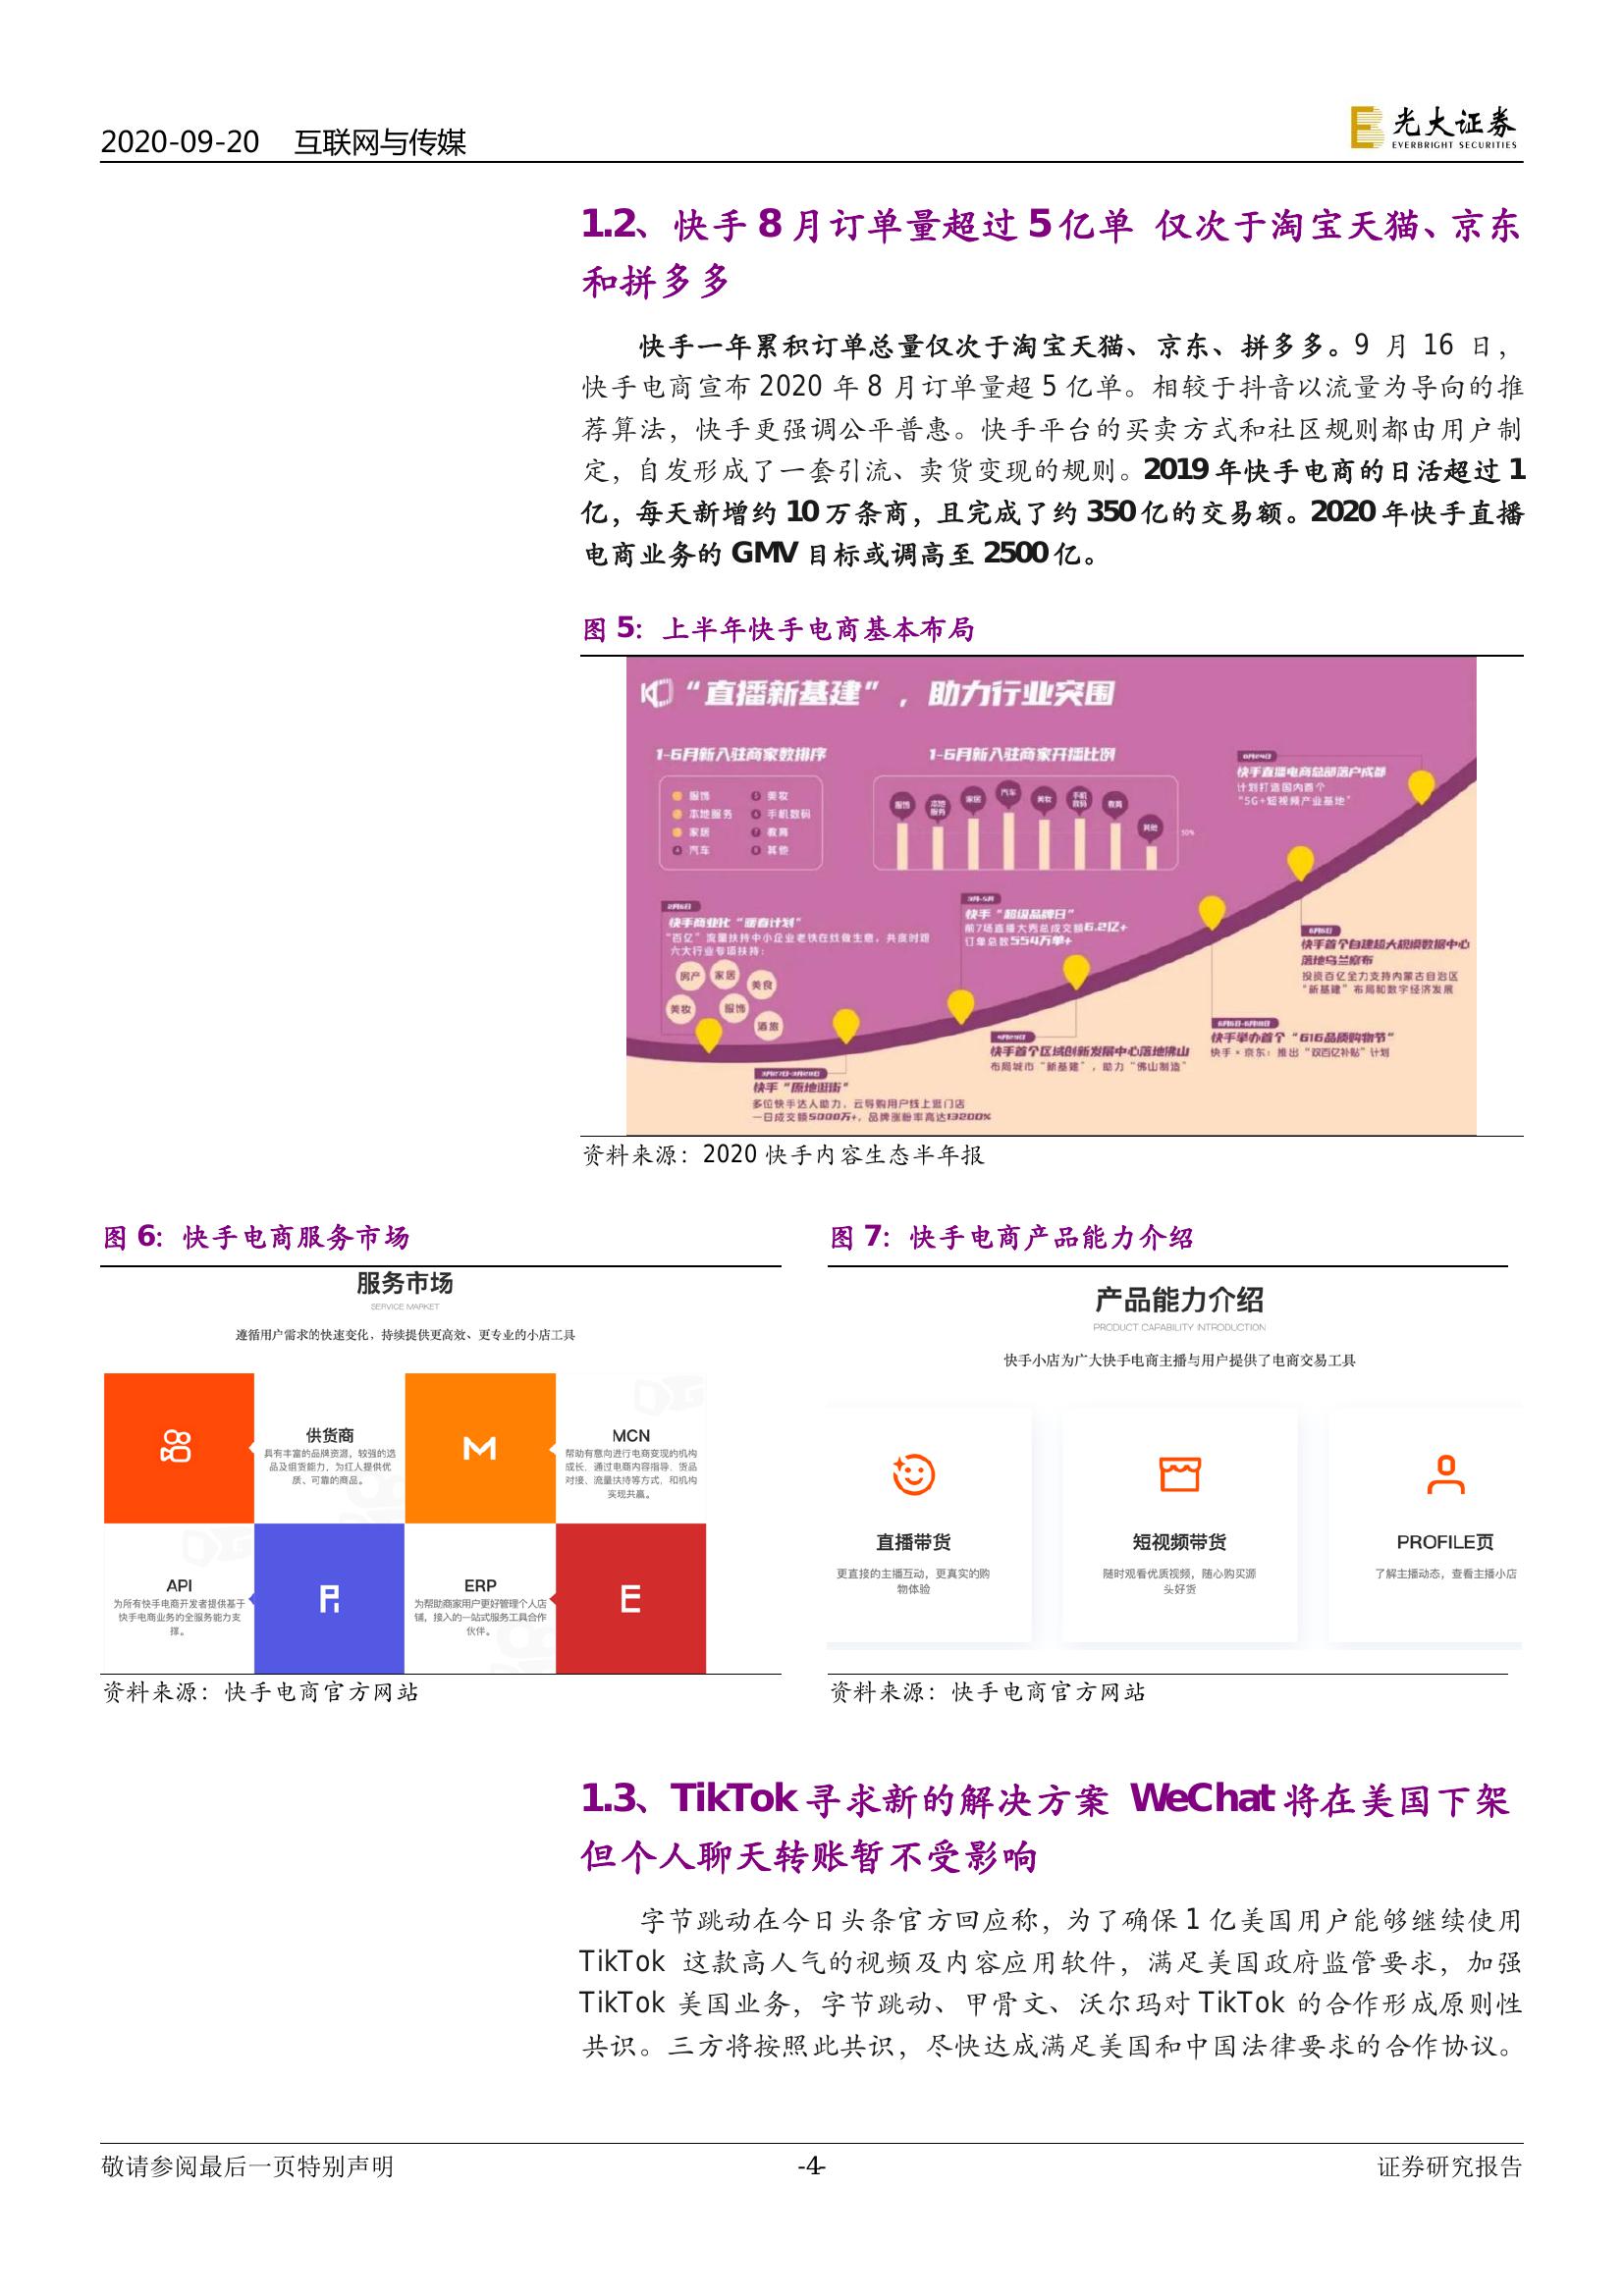 2020-09-20 互联网与传媒
光大证券
EVERBRIGHT SECURITIES
1.2、快手 8 月订单量超过 5 亿单 仅次于淘宝天猫、京东
和拼多多
快手一年累积订单总量仅次于淘宝天猫、京东、拼多多。9 月 16 日，
快手电商宣布 2020 年 8 月订单量超 5 亿单。相较于抖音以流量为导向的推
荐算法，快手更强调公平普惠。快手平台的买卖方式和社区规则都由用户制
定，自发形成了一套引流、卖货变现的规则。2019 年快手电商的日活超过 1
亿，每天新增约 10 万条商，且完成了约 350 亿的交易额。2020 年快手直播
电商业务的 GMV 目标或调高至 2500 亿。
图 5：上半年快手电商基本布局
“直播新基建”，助力行业突围
1-6月新入驻商家数排序
服饰 5 美妆
本地服务 6 手机数码
家居 7 教育
4 汽车 8 其他
1-6月新入驻商家开播比例
服饰 本地服务 家居 汽车 美妆 手机数码 教育 其他
50%
快手直播电商总部落户成都
计划打造国内首个
“5G+短视频产业基地”
2月6日
快手商业化“暖春计划”
“百亿”流量扶持中小企业老铁在线做生意，共度时艰
六大行业专项扶持：
房产 家居 美食
美妆 服饰 酒旅
3月-5月
快手“超级品牌日”
前7场直播大秀总成交额6.2亿+
订单总数554万单+
6月6日
快手首个自建超大规模数据中心
落地乌兰察布
投资百亿全力支持内蒙古自治区
“新基建”布局和数字经济发展
快手举办首个“616品质购物节”
快手×京东：推出“双百亿补贴”计划
快手首个区域创新发展中心落地佛山
布局城市“新基建”，助力“佛山制造”
快手“原地逛街”
多位快手达人助力，云导购用户线上逛门店
一日成交额5000万+，品牌涨粉率高达13200%
资料来源：2020 快手内容生态半年报
图 6：快手电商服务市场
服务市场
SERVICE MARKET
遵循用户需求的快速变化，持续提供更高效、更专业的小店工具
供货商
具有丰富的品牌资源，较强的选
品及组货能力，为红人提供优
质、可靠的商品。
M
MCN
帮助有意向进行电商变现的机构
成长，通过电商内容指导、货品
对接、流量扶持等方式，和机构
实现共赢。
API
为所有快手电商开发者提供基于
快手电商业务的全服务能力支
撑。
ERP
为帮助商家用户更好管理个人店
铺，接入的一站式服务工具合作
伙伴。
E
资料来源：快手电商官方网站
图 7：快手电商产品能力介绍
产品能力介绍
PRODUCT CAPABILITY INTRODUCTION
快手小店为广大快手电商主播与用户提供了电商交易工具
直播带货
更直接的主播互动，更真实的购
物体验
短视频带货
随时观看优质视频，随心购买源
头好货
PROFILE页
了解主播动态，查看主播小店
资料来源：快手电商官方网站
1.3、TikTok 寻求新的解决方案 WeChat 将在美国下架
但个人聊天转账暂不受影响
字节跳动在今日头条官方回应称，为了确保 1 亿美国用户能够继续使用
TikTok 这款高人气的视频及内容应用软件，满足美国政府监管要求，加强
TikTok 美国业务，字节跳动、甲骨文、沃尔玛对 TikTok 的合作形成原则性
共识。三方将按照此共识，尽快达成满足美国和中国法律要求的合作协议。
敬请参阅最后一页特别声明
-4-
证券研究报告